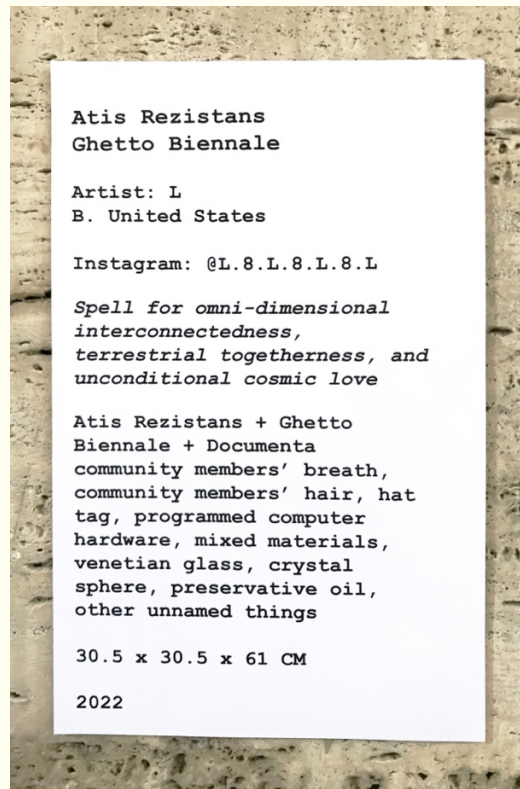 Atis Rezistans
Ghetto Biennale
Artist: L
B. United States
Instagram: @L.8.L.8.L.8.L
Spell for omni-dimensional
interconnectedness,
terrestrial togetherness, and
unconditional cosmic love
Atis Rezistans + Ghetto
Biennale + Documenta
community members’ breath,
community members’ hair, hat
tag, programmed computer
hardware, mixed materials,
venetian glass, crystal
sphere, preservative oil,
other unnamed things
30.5 x 30.5 x 61 CM
2022